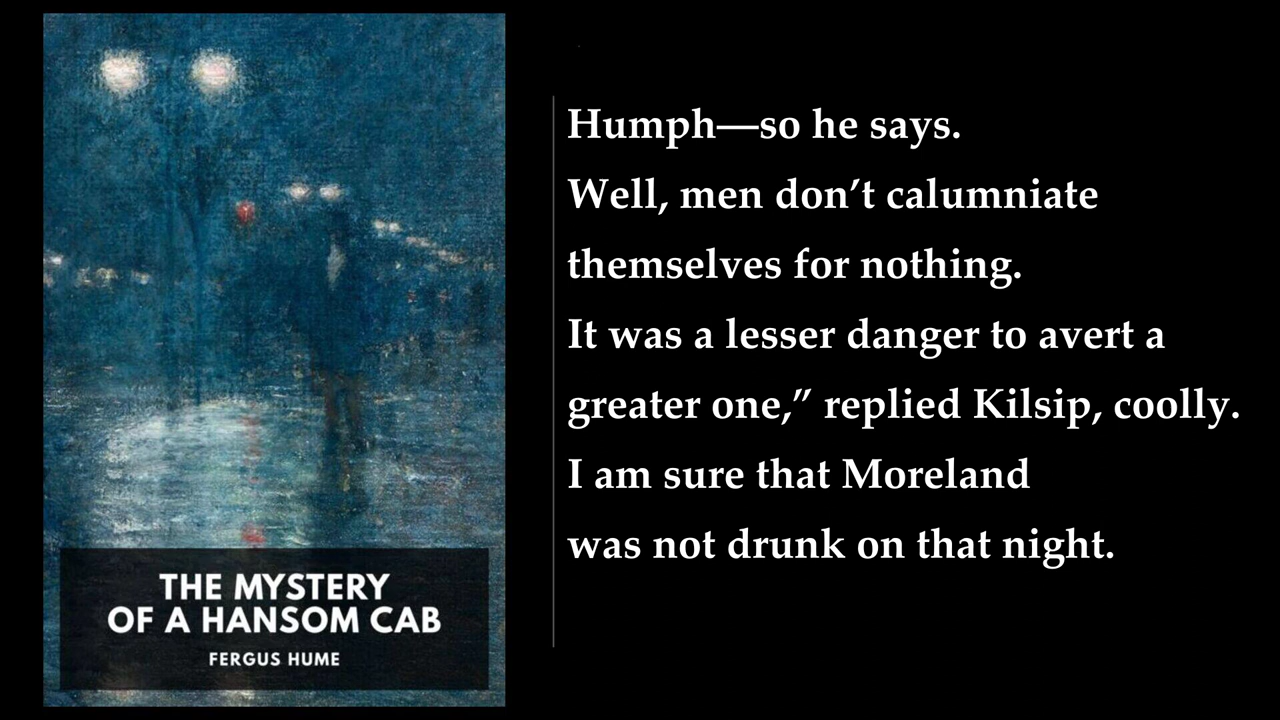 THE MYSTERY
OF A HANSOM CAB
FERGUS HUME
Humph—so he says.
Well, men don’t calumniate
themselves for nothing.
It was a lesser danger to avert a
greater one,” replied Kilsip, coolly.
I am sure that Moreland
was not drunk on that night.